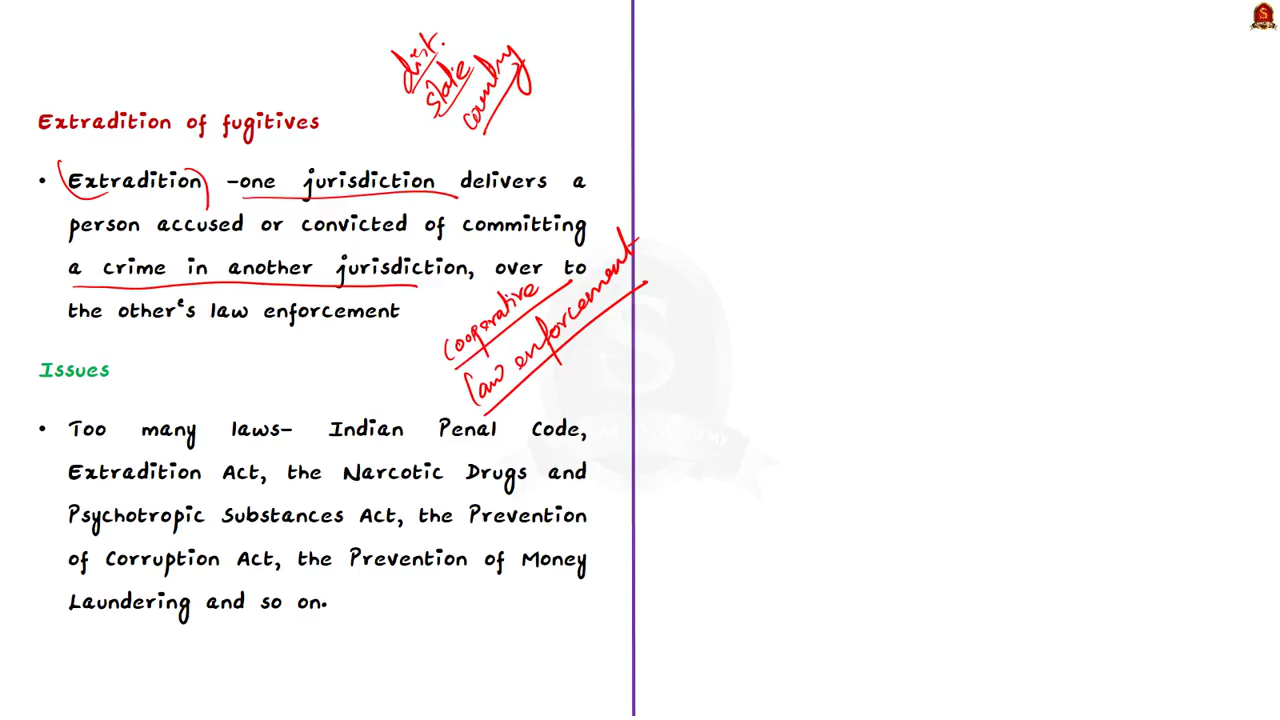 dist.
state
country
Extradition of fugitives
• Extradition -one jurisdiction delivers a
person accused or convicted of committing
a crime in another jurisdiction, over to
the other's law enforcement
cooperative
law enforcement
Issues
• Too many laws- Indian Penal Code,
Extradition Act, the Narcotic Drugs and
Psychotropic Substances Act, the Prevention
of Corruption Act, the Prevention of Money
Laundering and so on.